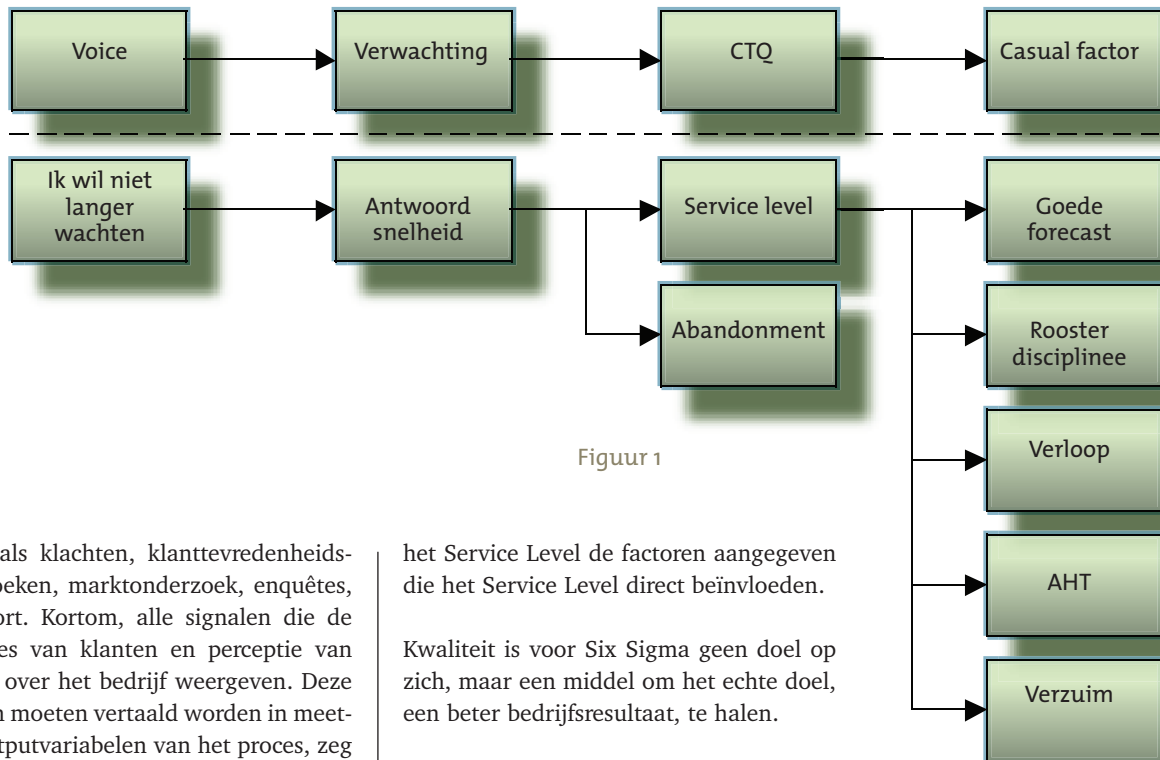 Voice
Verwachting
CTQ
Casual factor
Ik wil niet
langer
wachten
Antwoord
snelheid
Service level
Goede
forecast
Abandonment
Rooster
disciplinee
Verloop
AHT
Verzuim
Figuur 1
als klachten, klanttevredenheids-
oeken, marktonderzoek, enquêtes,
ort. Kortom, alle signalen die de
es van klanten en perceptie van
over het bedrijf weergeven. Deze
n moeten vertaald worden in meet-
tputvariabelen van het proces, zeg
het Service Level de factoren aangegeven
die het Service Level direct beïnvloeden.
Kwaliteit is voor Six Sigma geen doel op
zich, maar een middel om het echte doel,
een beter bedrijfsresultaat, te halen.